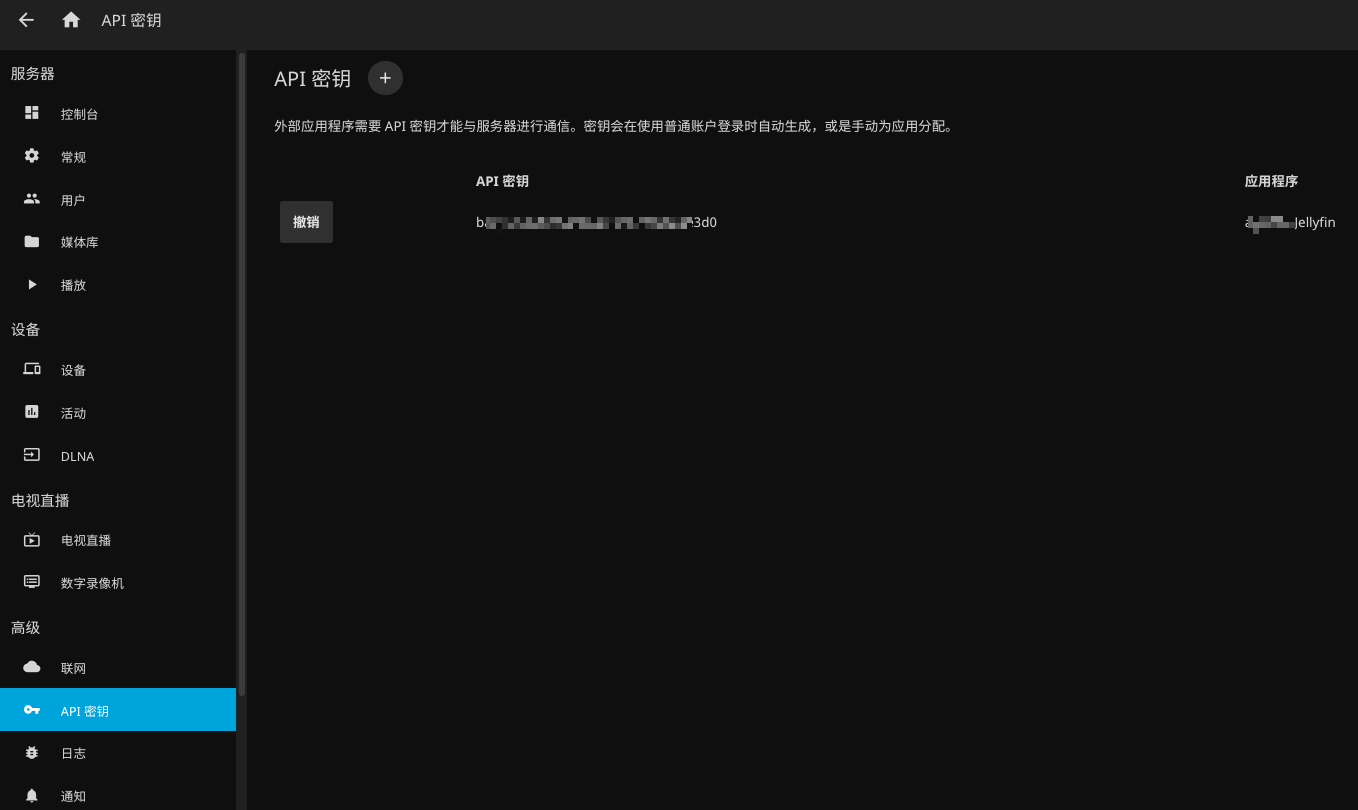 API 密钥
服务器
控制台
常规
用户
媒体库
播放
设备
设备
活动
DLNA
电视直播
电视直播
数字录像机
高级
联网
API 密钥
日志
通知
API 密钥
外部应用程序需要 API 密钥才能与服务器进行通信。密钥会在使用普通账户登录时自动生成，或是手动为应用分配。
API 密钥 应用程序
撤销 3d0 Jellyfin